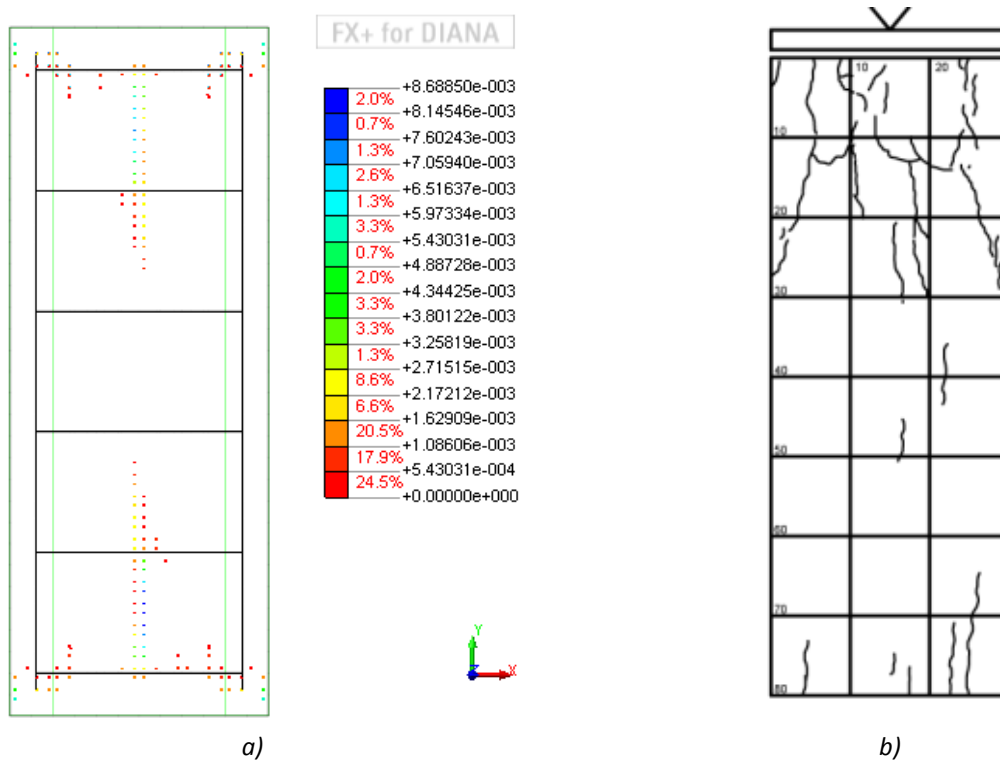 FX+ for DIANA
+8.68850e-003
2.0%
+8.14546e-003
0.7%
+7.60243e-003
1.3%
+7.05940e-003
2.6%
+6.51637e-003
1.3%
+5.97334e-003
3.3%
+5.43031e-003
0.7%
+4.88728e-003
2.0%
+4.34425e-003
3.3%
+3.80122e-003
3.3%
+3.25819e-003
1.3%
+2.71515e-003
8.6%
+2.17212e-003
6.6%
+1.62909e-003
20.5%
+1.08606e-003
17.9%
+5.43031e-004
24.5%
+0.00000e+000
Y
X
Z
10 20
10
20
30
40
50
60
70
80
a) b)